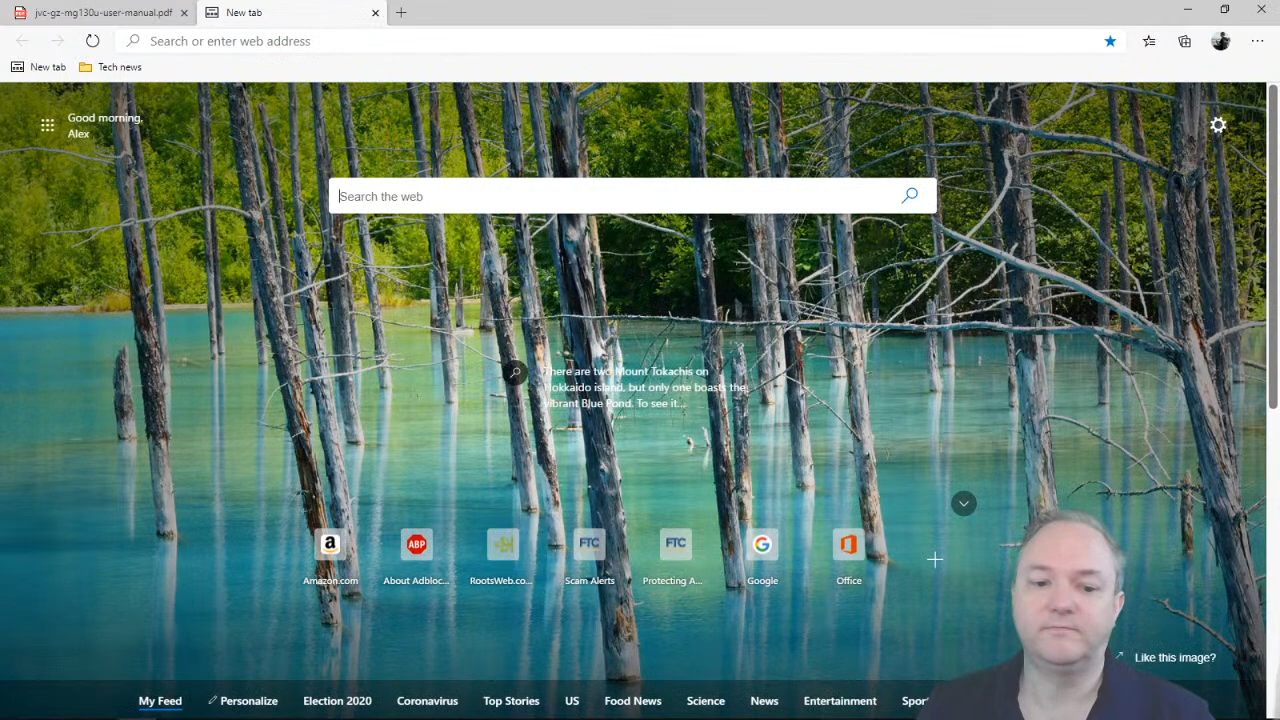 jvc-gz-mg130u-user-manual.pdf
New tab
Search or enter web address
New tab
Tech news
Good morning,
Alex
Search the web
There are two Mount Tokachis on
Hokkaido island, but only one boasts the
vibrant Blue Pond. To see it...
a
ABP
FTC
FTC
G
Amazon.com
About Adbloc...
RootsWeb.co...
Scam Alerts
Protecting A...
Google
Office
Like this image?
My Feed
Personalize
Election 2020
Coronavirus
Top Stories
US
Food News
Science
News
Entertainment
Spor